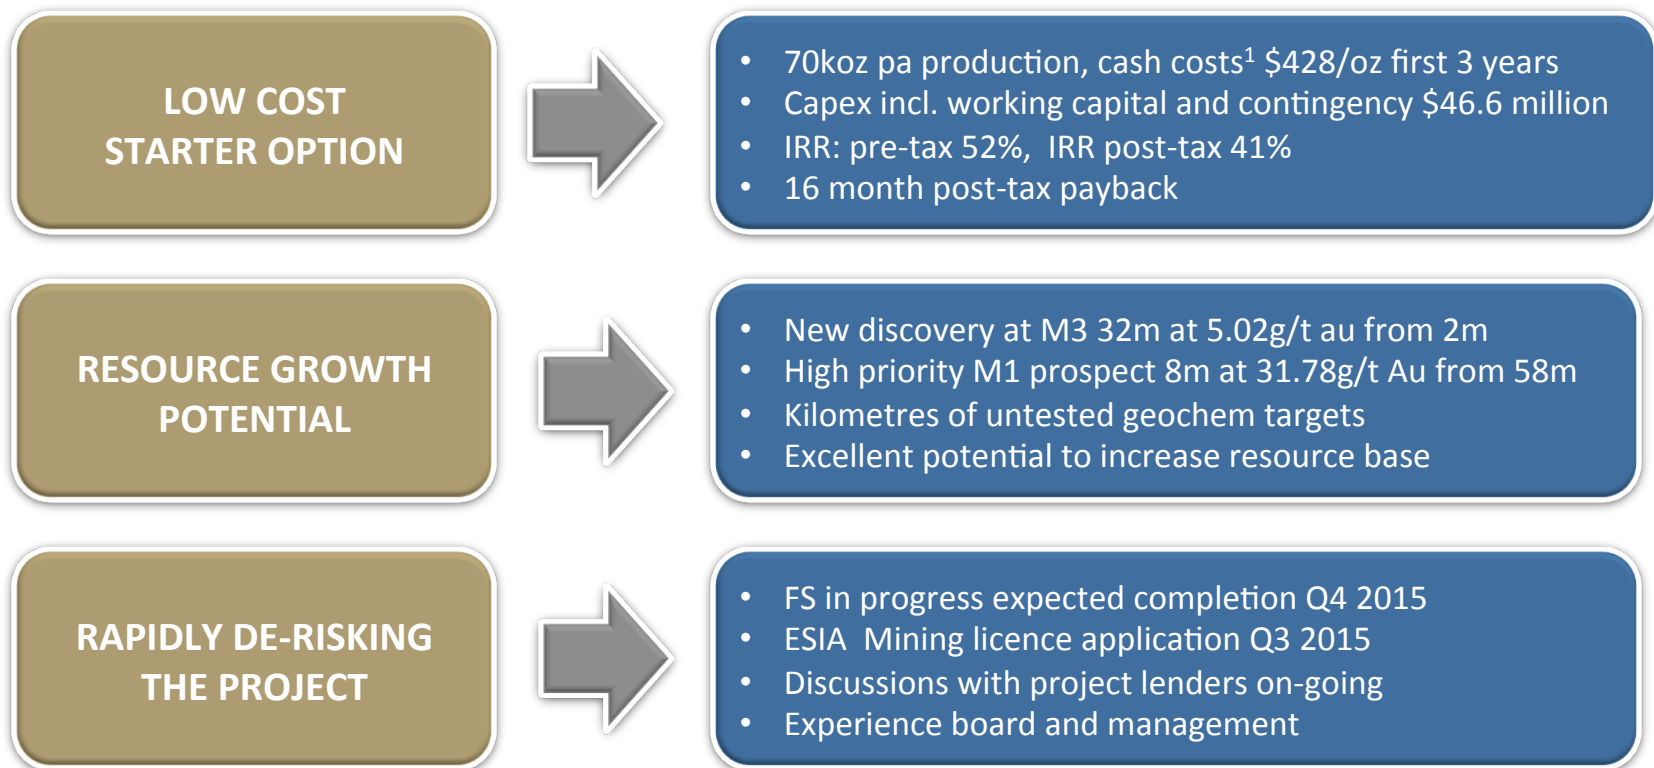 LOW COST
STARTER OPTION
• 70koz pa production, cash costs¹ $428/oz first 3 years
• Capex incl. working capital and contingency $46.6 million
• IRR: pre-tax 52%, IRR post-tax 41%
• 16 month post-tax payback
RESOURCE GROWTH
POTENTIAL
• New discovery at M3 32m at 5.02g/t au from 2m
• High priority M1 prospect 8m at 31.78g/t Au from 58m
• Kilometres of untested geochem targets
• Excellent potential to increase resource base
RAPIDLY DE-RISKING
THE PROJECT
• FS in progress expected completion Q4 2015
• ESIA Mining licence application Q3 2015
• Discussions with project lenders on-going
• Experience board and management